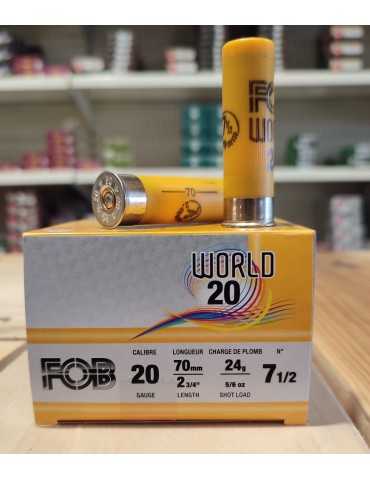 FOB
WORLD
70
WORLD
20
FOB
CALIBRE
20
GAUGE
LONGUEUR
70mm
2 3/4"
LENGTH
CHARGE DE PLOMB
24g
5/6 oz
SHOT LOAD
N°
7 1/2